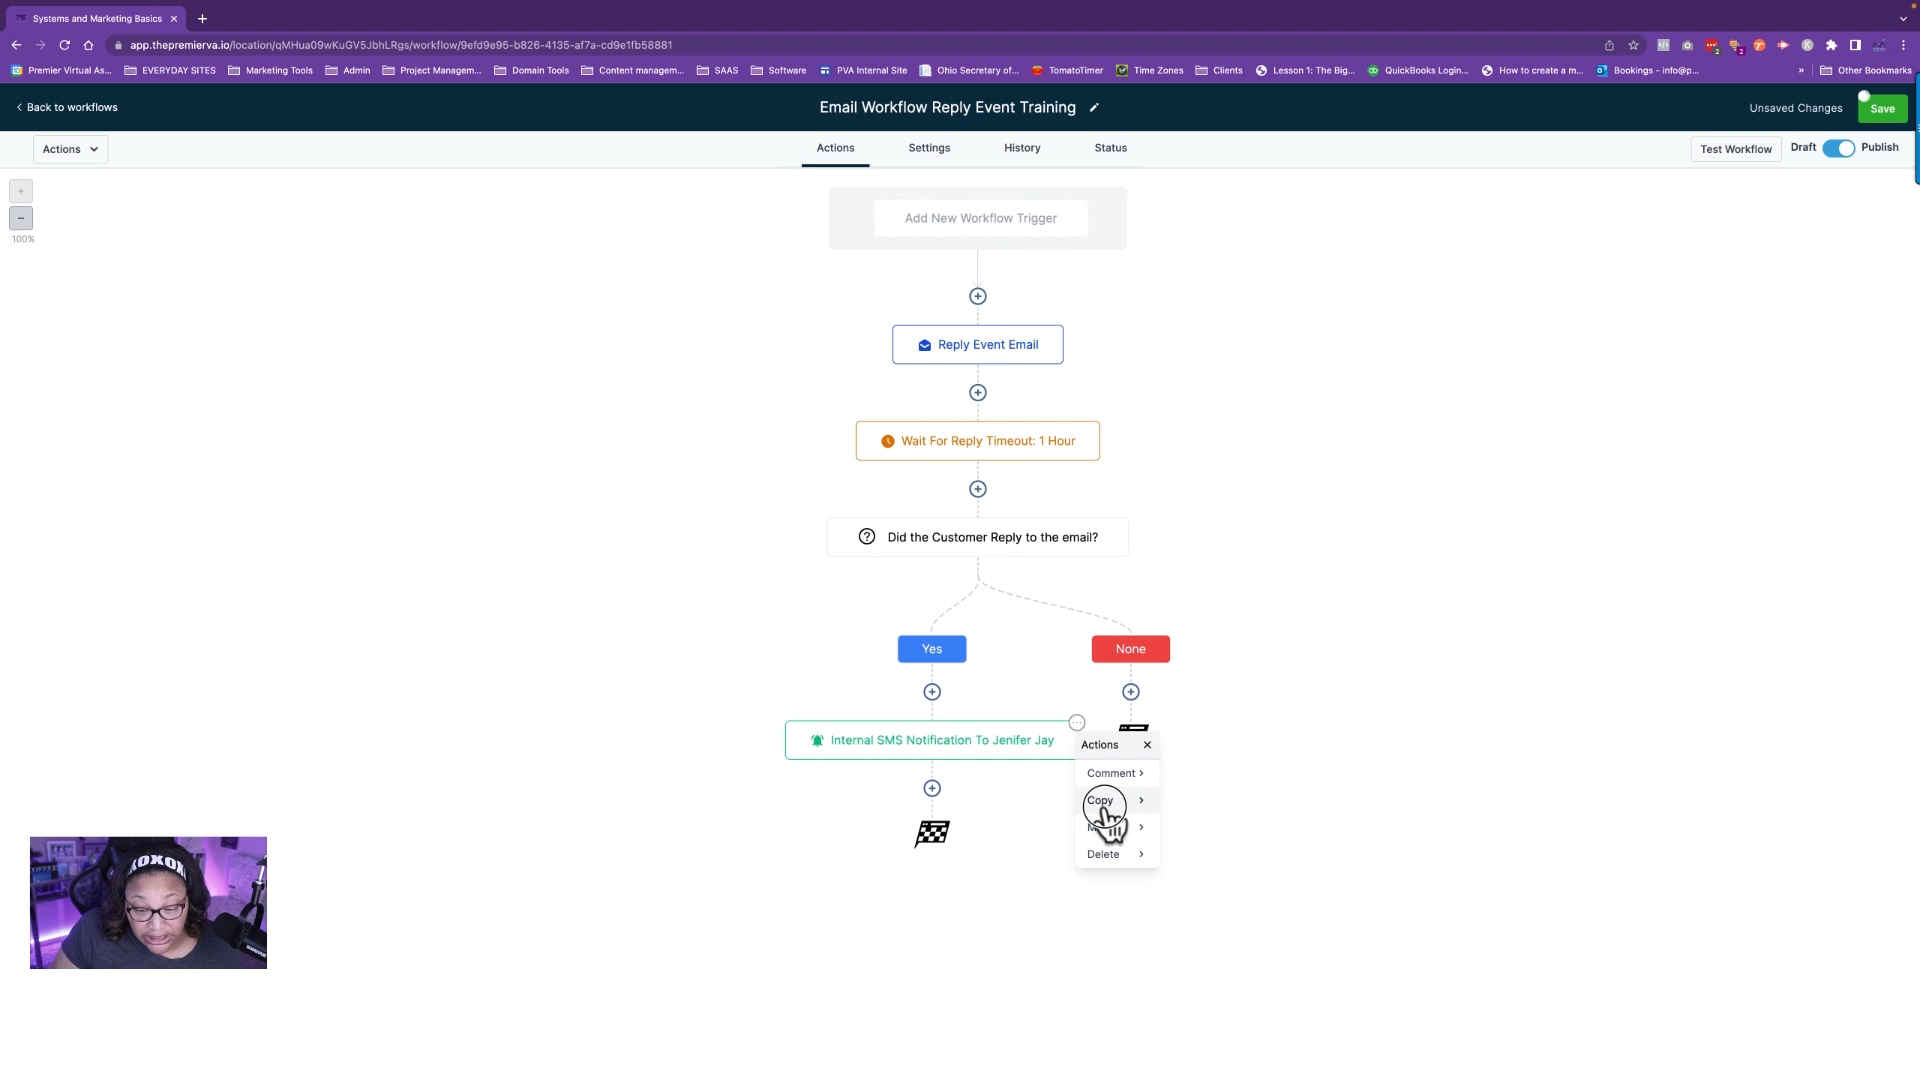 Systems and Marketing Basics
app.thepremierva.io/location/qMHua09wKuGV5JbhLRgs/workflow/9efd9e95-b826-4135-af7a-cd9e1fb58881
Premier Virtual As... EVERYDAY SITES Marketing Tools Admin Project Managem... Domain Tools Content managem... SAAS Software PVA Internal Site Ohio Secretary of... TomatoTimer Time Zones Clients Lesson 1: The Big... QuickBooks Login... How to create a m... Bookings - info@p... » Other Bookmarks
Back to workflows
Email Workflow Reply Event Training
Unsaved Changes
Save
Actions
Actions Settings History Status
Test Workflow
Draft
Publish
100%
Add New Workflow Trigger
Reply Event Email
Wait For Reply Timeout: 1 Hour
Did the Customer Reply to the email?
Yes
None
Internal SMS Notification To Jenifer Jay
Actions
Comment
Copy
Delete
XOXO